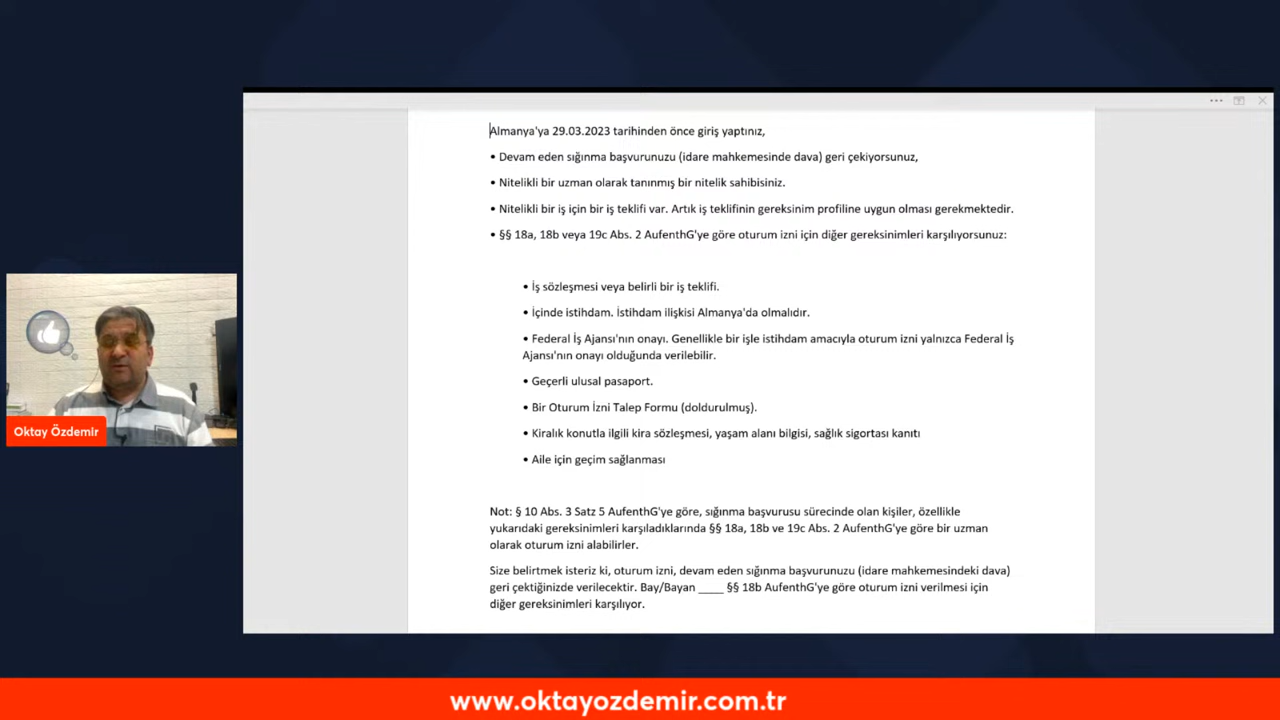 Almanya'ya 29.03.2023 tarihinden önce giriş yaptınız,
• Devam eden sığınma başvurunuzu (idare mahkemesinde dava) geri çekiyorsunuz,
• Nitelikli bir uzman olarak tanınmış bir nitelik sahibisiniz.
• Nitelikli bir iş için bir iş teklifi var. Artık iş teklifinin gereksinim profiline uygun olması gerekmektedir.
• §§ 18a, 18b veya 19c Abs. 2 AufenthG'ye göre oturum izni için diğer gereksinimleri karşılıyorsunuz:
• İş sözleşmesi veya belirli bir iş teklifi.
• İçinde istihdam. İstihdam ilişkisi Almanya'da olmalıdır.
• Federal İş Ajansı'nın onayı. Genellikle bir işle istihdam amacıyla oturum izni yalnızca Federal İş
Ajansı'nın onayı olduğunda verilebilir.
• Geçerli ulusal pasaport.
• Bir Oturum İzni Talep Formu (doldurulmuş).
• Kiralık konutla ilgili kira sözleşmesi, yaşam alanı bilgisi, sağlık sigortası kanıtı
• Aile için geçim sağlanması
Not: § 10 Abs. 3 Satz 5 AufenthG'ye göre, sığınma başvurusu sürecinde olan kişiler, özellikle
yukarıdaki gereksinimleri karşıladıklarında §§ 18a, 18b ve 19c Abs. 2 AufenthG'ye göre bir uzman
olarak oturum izni alabilirler.
Size belirtmek isteriz ki, oturum izni, devam eden sığınma başvurunuzu (idare mahkemesindeki dava)
geri çektiğinizde verilecektir. Bay/Bayan ____ §§ 18b AufenthG'ye göre oturum izni verilmesi için
diğer gereksinimleri karşılıyor.
Oktay Özdemir
www.oktayozdemir.com.tr